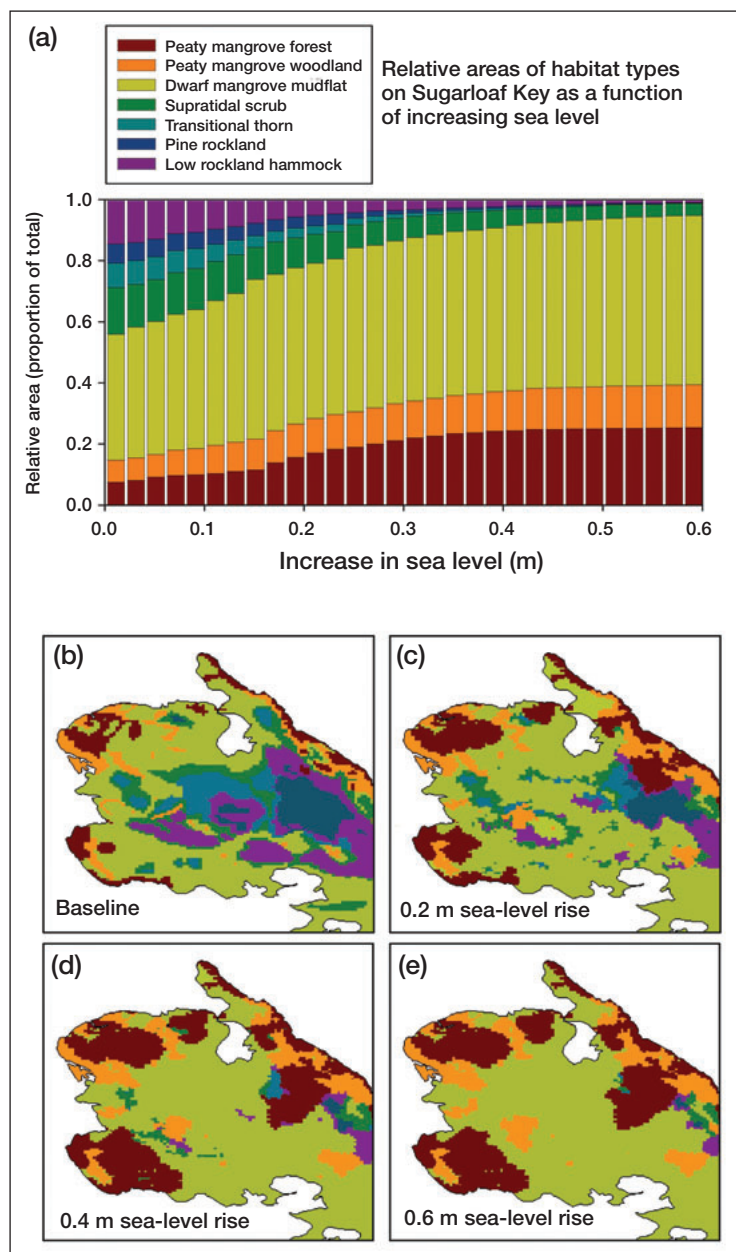 (a)
Peaty mangrove forest
Peaty mangrove woodland
Dwarf mangrove mudflat
Supratidal scrub
Transitional thorn
Pine rockland
Low rockland hammock
Relative areas of habitat types
on Sugarloaf Key as a function
of increasing sea level
Relative area (proportion of total)
1.0
0.8
0.6
0.4
0.2
0.0
0.0 0.1 0.2 0.3 0.4 0.5 0.6
Increase in sea level (m)
(b)
Baseline
(c)
0.2 m sea-level rise
(d)
0.4 m sea-level rise
(e)
0.6 m sea-level rise